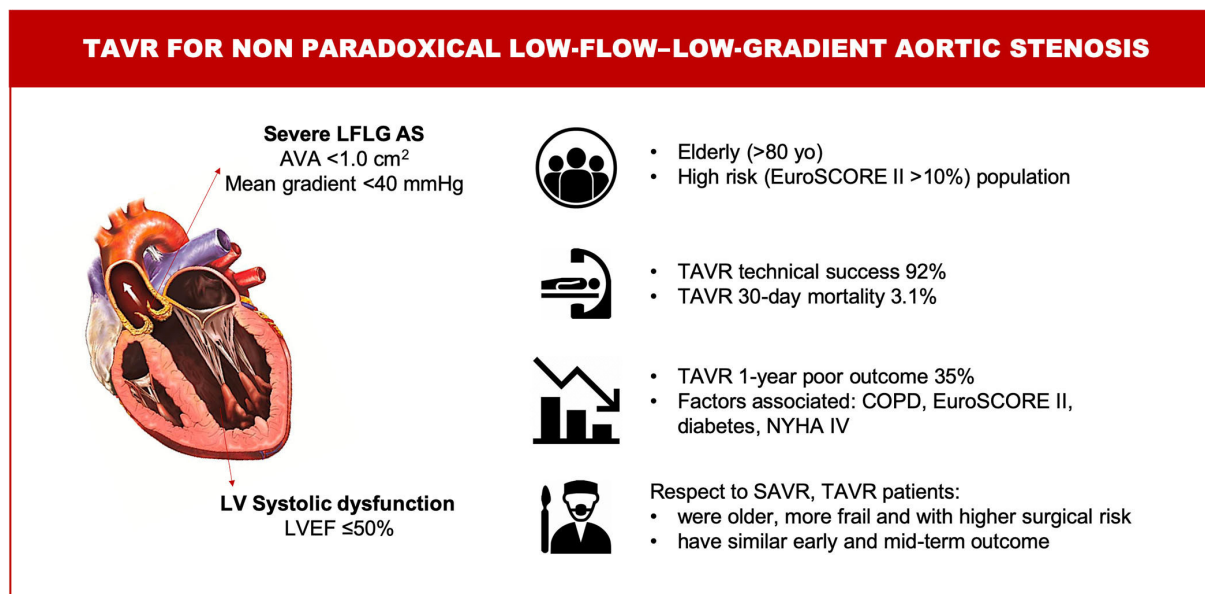 TAVR FOR NON PARADOXICAL LOW-FLOW–LOW-GRADIENT AORTIC STENOSIS
Severe LFLG AS
AVA <1.0 cm²
Mean gradient <40 mmHg
LV Systolic dysfunction
LVEF ≤50%
• Elderly (>80 yo)
• High risk (EuroSCORE II >10%) population
• TAVR technical success 92%
• TAVR 30-day mortality 3.1%
• TAVR 1-year poor outcome 35%
• Factors associated: COPD, EuroSCORE II,
diabetes, NYHA IV
Respect to SAVR, TAVR patients:
• were older, more frail and with higher surgical risk
• have similar early and mid-term outcome